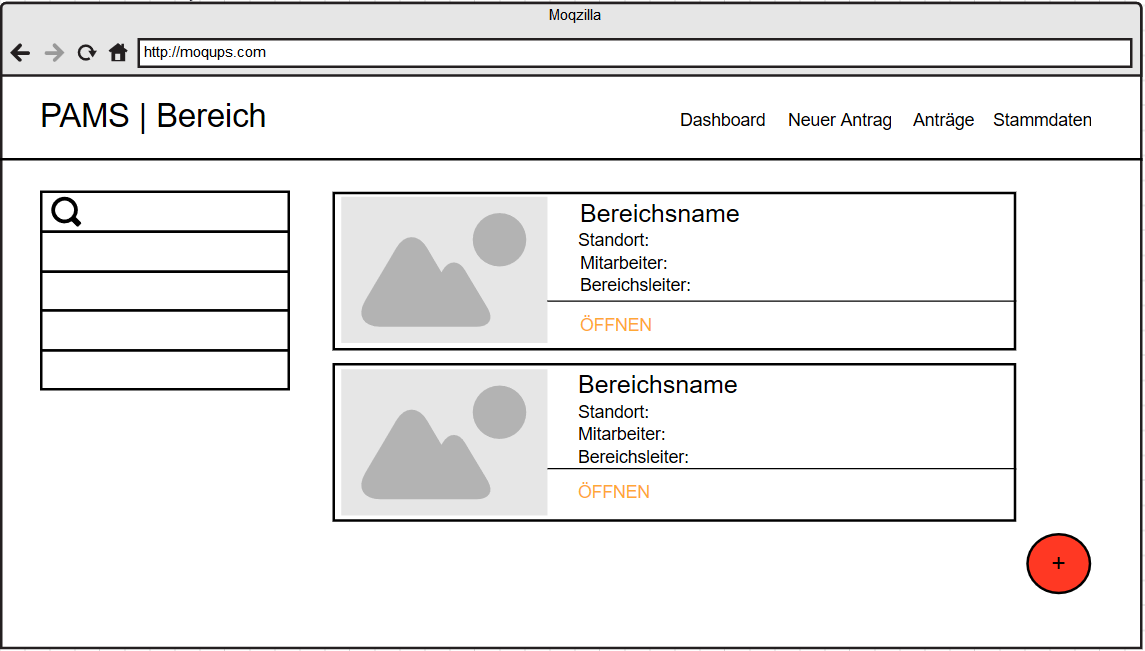 Moqzilla
http://moqups.com
PAMS | Bereich
Dashboard Neuer Antrag Anträge Stammdaten
Bereichsname
Standort:
Mitarbeiter:
Bereichsleiter:
ÖFFNEN
Bereichsname
Standort:
Mitarbeiter:
Bereichsleiter:
ÖFFNEN
+